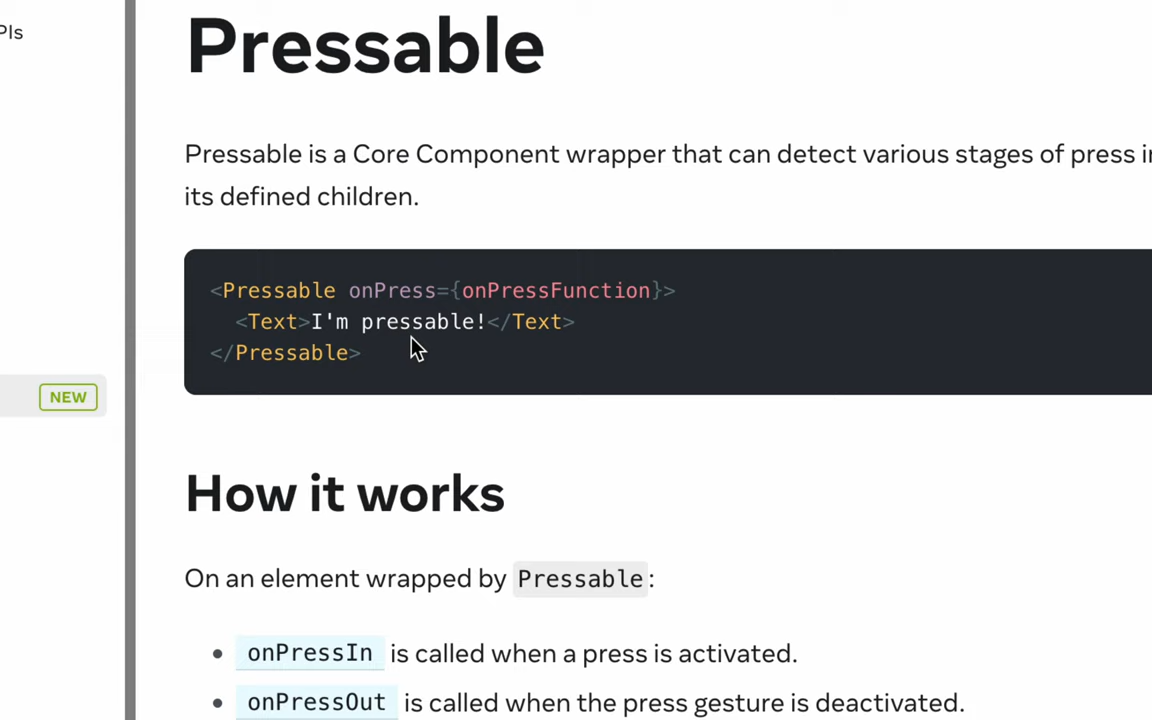 PIs
Pressable
Pressable is a Core Component wrapper that can detect various stages of press
its defined children.
<Pressable onPress={onPressFunction}>
<Text>I'm pressable!</Text>
</Pressable>
NEW
How it works
On an element wrapped by Pressable:
• onPressIn is called when a press is activated.
• onPressOut is called when the press gesture is deactivated.